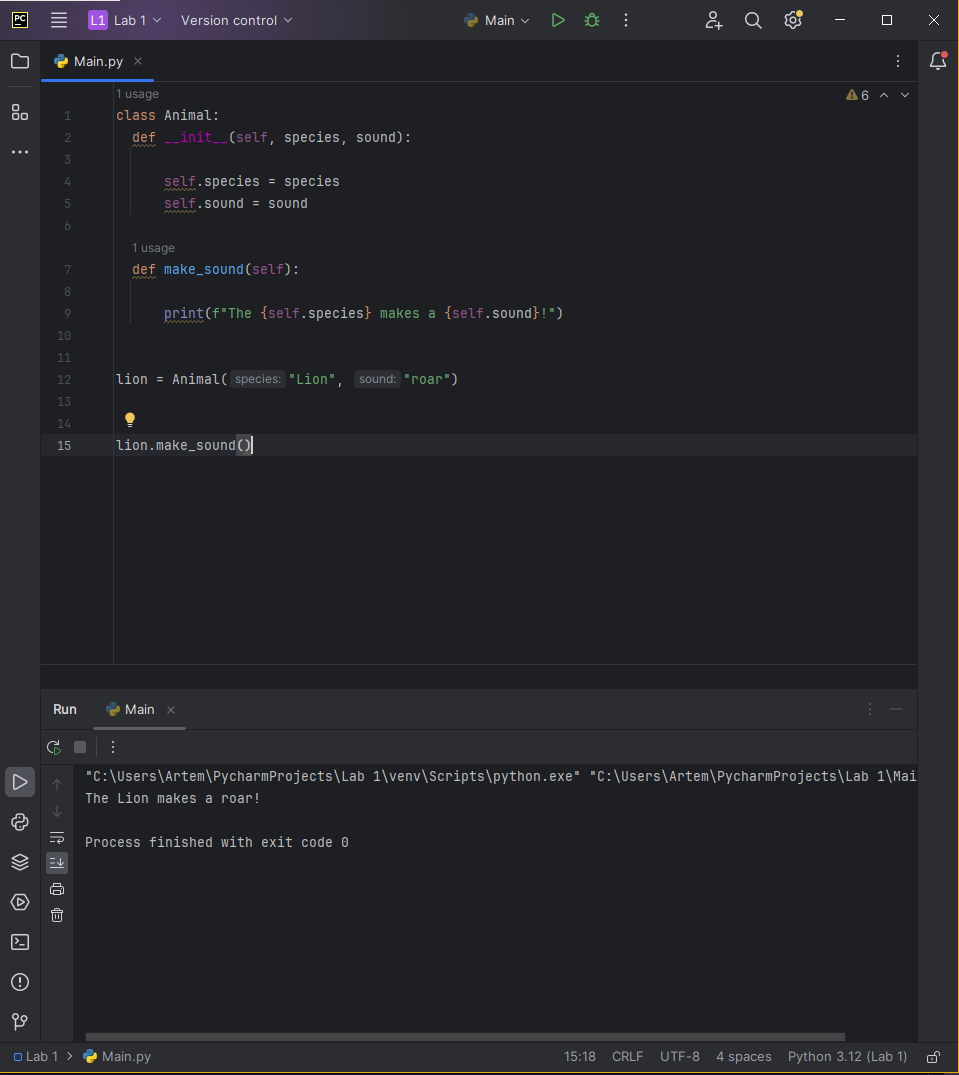 PC L1 Lab 1 Version control Main
Main.py
1 usage
6
1 class Animal:
2 def __init__(self, species, sound):
3
4 self.species = species
5 self.sound = sound
6
1 usage
7 def make_sound(self):
8
9 print(f"The {self.species} makes a {self.sound}!")
10
11
12 lion = Animal( species: "Lion", sound: "roar")
13
14
15 lion.make_sound()
Run Main
"C:\Users\Artem\PycharmProjects\Lab 1\venv\Scripts\python.exe" "C:\Users\Artem\PycharmProjects\Lab 1\Mai
The Lion makes a roar!
Process finished with exit code 0
Lab 1 Main.py 15:18 CRLF UTF-8 4 spaces Python 3.12 (Lab 1)